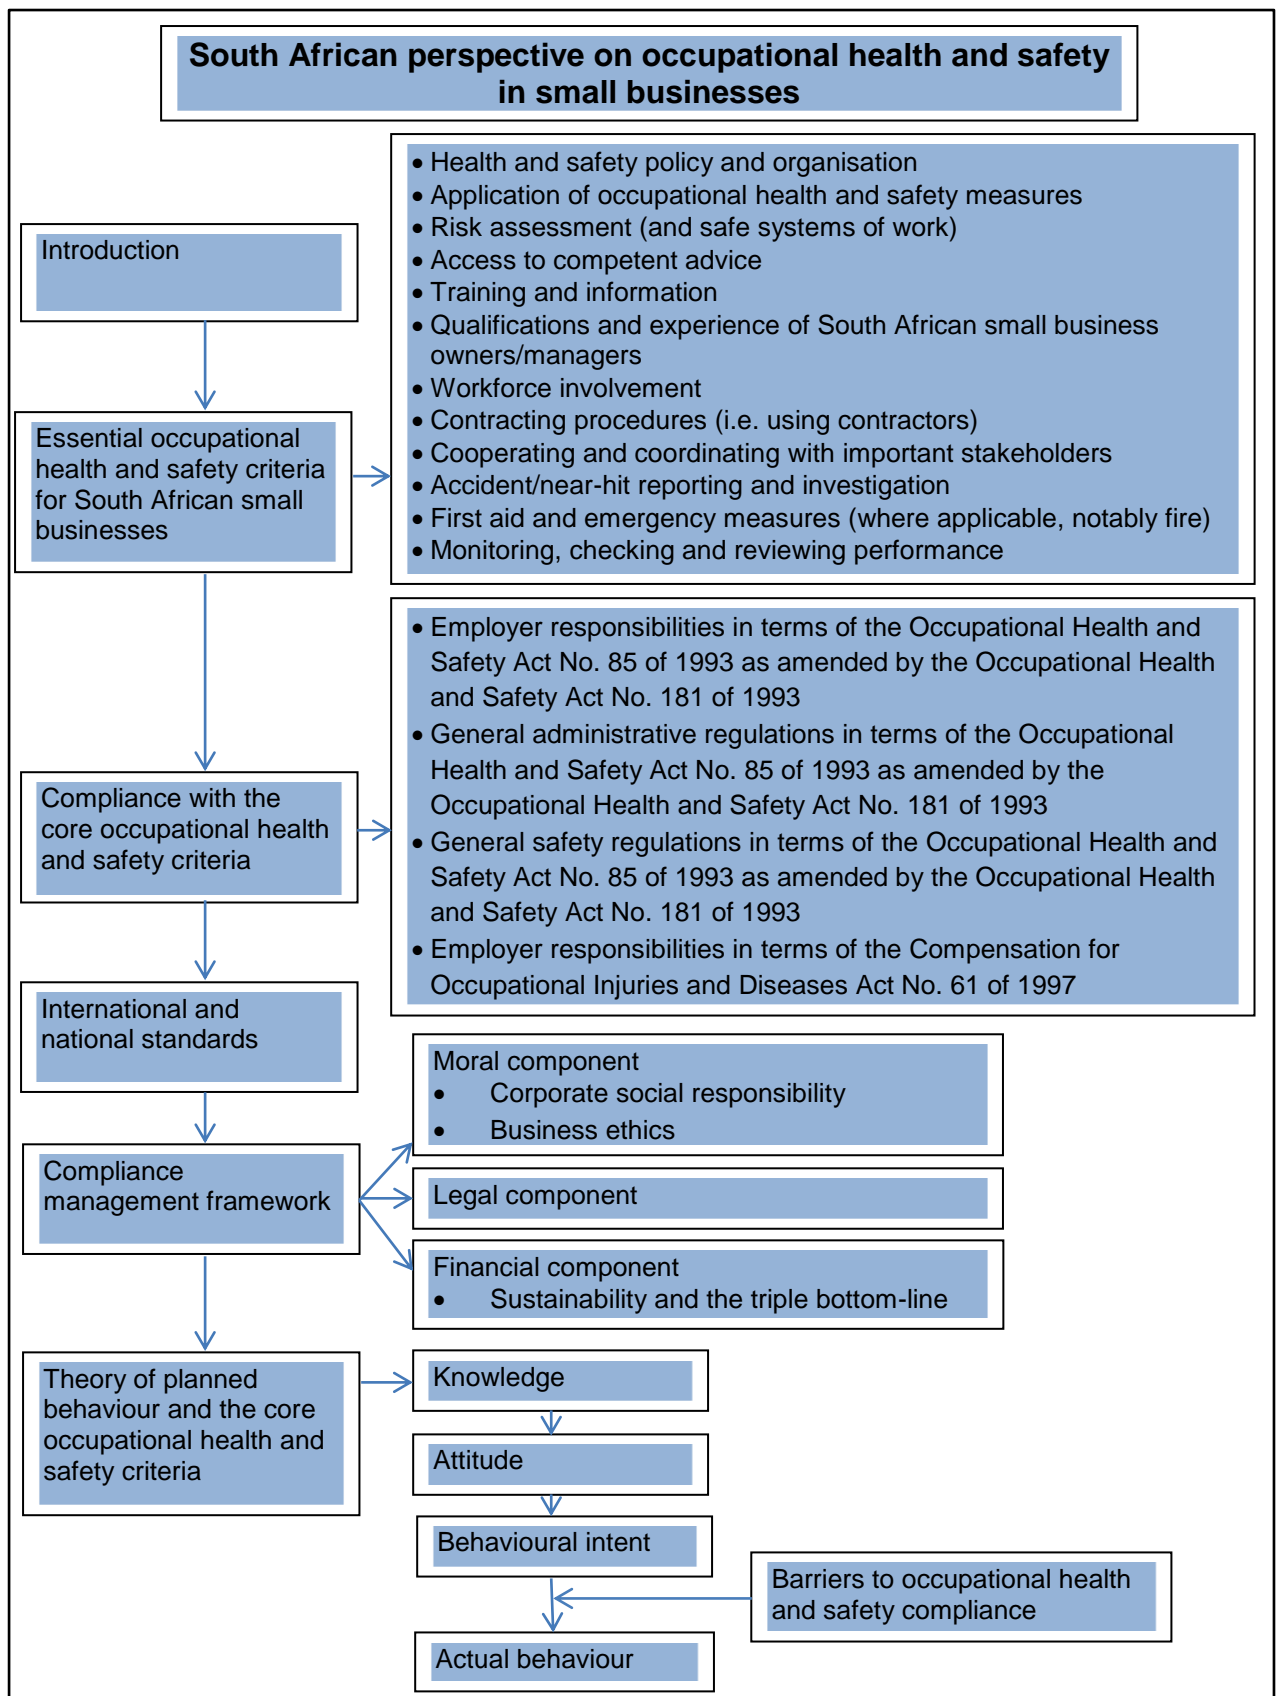 South African perspective on occupational health and safety
in small businesses
Introduction
• Health and safety policy and organisation
• Application of occupational health and safety measures
• Risk assessment (and safe systems of work)
• Access to competent advice
• Training and information
• Qualifications and experience of South African small business
owners/managers
• Workforce involvement
• Contracting procedures (i.e. using contractors)
• Cooperating and coordinating with important stakeholders
• Accident/near-hit reporting and investigation
• First aid and emergency measures (where applicable, notably fire)
• Monitoring, checking and reviewing performance
Essential occupational
health and safety criteria
for South African small
businesses
• Employer responsibilities in terms of the Occupational Health and
Safety Act No. 85 of 1993 as amended by the Occupational Health
and Safety Act No. 181 of 1993
• General administrative regulations in terms of the Occupational
Health and Safety Act No. 85 of 1993 as amended by the
Occupational Health and Safety Act No. 181 of 1993
• General safety regulations in terms of the Occupational Health and
Safety Act No. 85 of 1993 as amended by the Occupational Health
and Safety Act No. 181 of 1993
• Employer responsibilities in terms of the Compensation for
Occupational Injuries and Diseases Act No. 61 of 1997
Compliance with the
core occupational health
and safety criteria
International and
national standards
Moral component
• Corporate social responsibility
• Business ethics
Compliance
management framework
Legal component
Financial component
• Sustainability and the triple bottom-line
Theory of planned
behaviour and the core
occupational health and
safety criteria
Knowledge
Attitude
Behavioural intent
Barriers to occupational health
and safety compliance
Actual behaviour